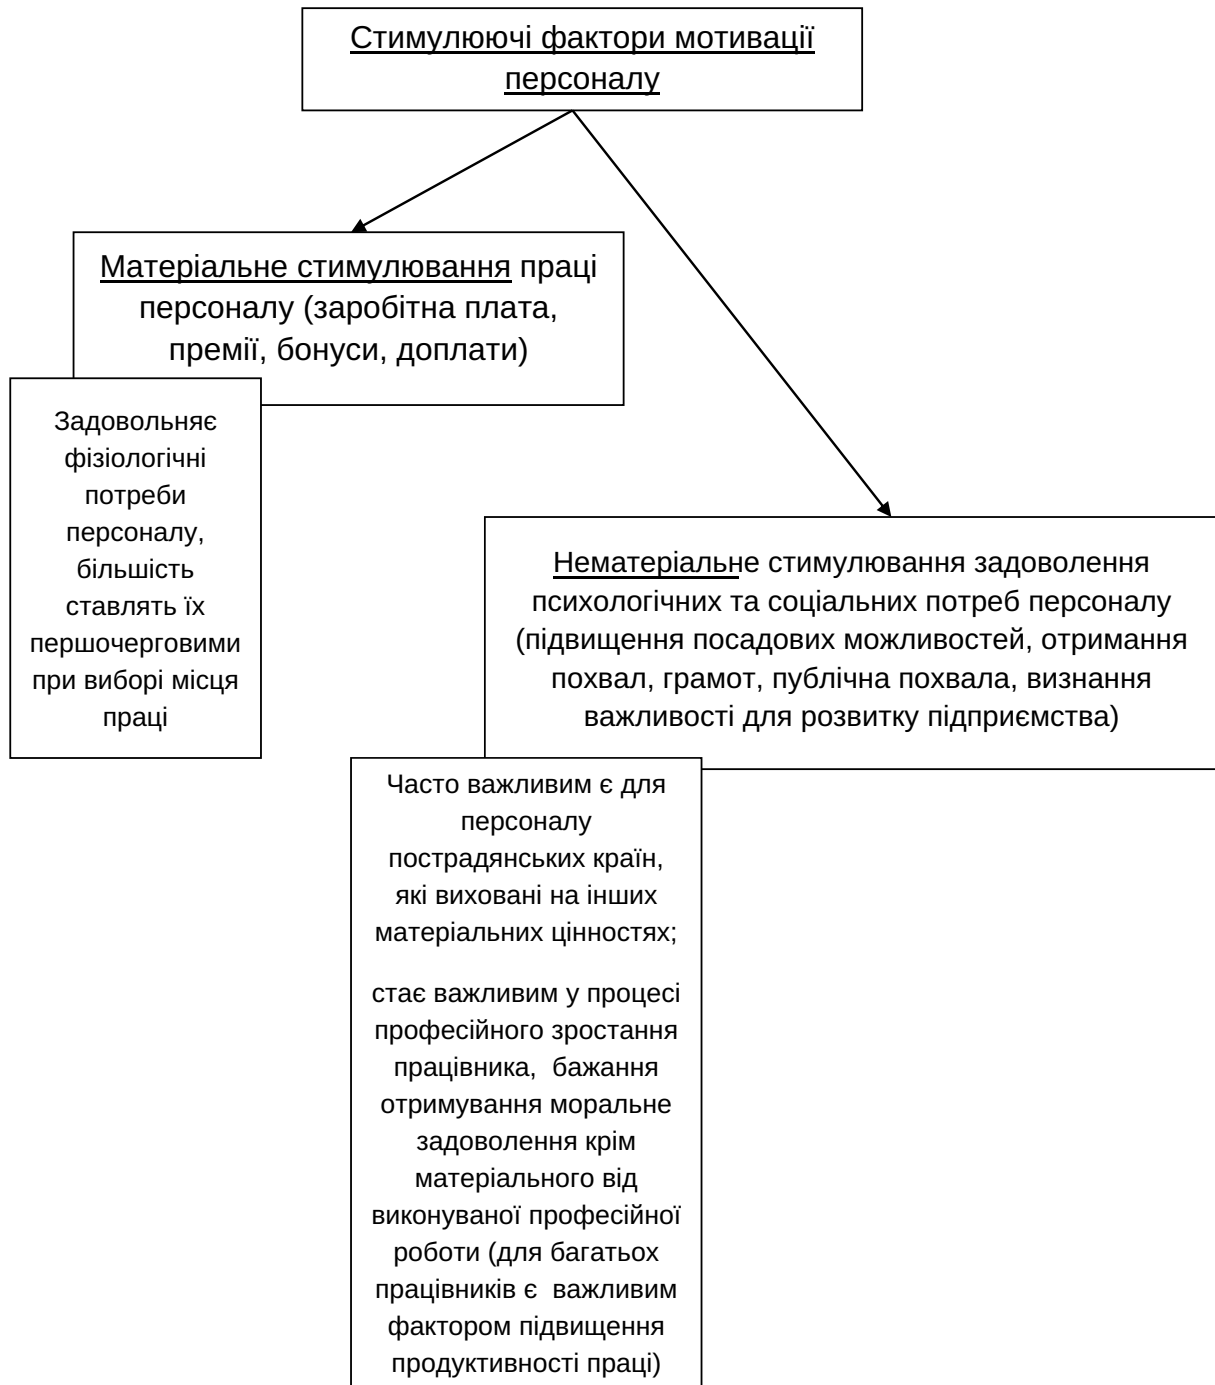 Стимулюючі фактори мотивації
персоналу
Матеріальне стимулювання праці
персоналу (заробітна плата,
премії, бонуси, доплати)
Задовольняє
фізіологічні
потреби
персоналу,
більшість
ставлять їх
першочерговими
при виборі місця
праці
Нематеріальне стимулювання задоволення
психологічних та соціальних потреб персоналу
(підвищення посадових можливостей, отримання
похвал, грамот, публічна похвала, визнання
важливості для розвитку підприємства)
Часто важливим є для
персоналу
пострадянських країн,
які виховані на інших
матеріальних цінностях;
стає важливим у процесі
професійного зростання
працівника,  бажання
отримування моральне
задоволення крім
матеріального від
виконуваної професійної
роботи (для багатьох
працівників є  важливим
фактором підвищення
продуктивності праці)